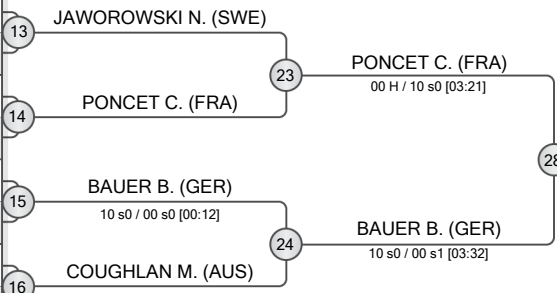 JAWOROWSKI N. (SWE)
13
23
PONCET C. (FRA)
00 H / 10 s0 [03:21]
PONCET C. (FRA)
14
28
BAUER B. (GER)
15
10 s0 / 00 s0 [00:12]
BAUER B. (GER)
24
10 s0 / 00 s1 [03:32]
COUGHLAN M. (AUS)
16